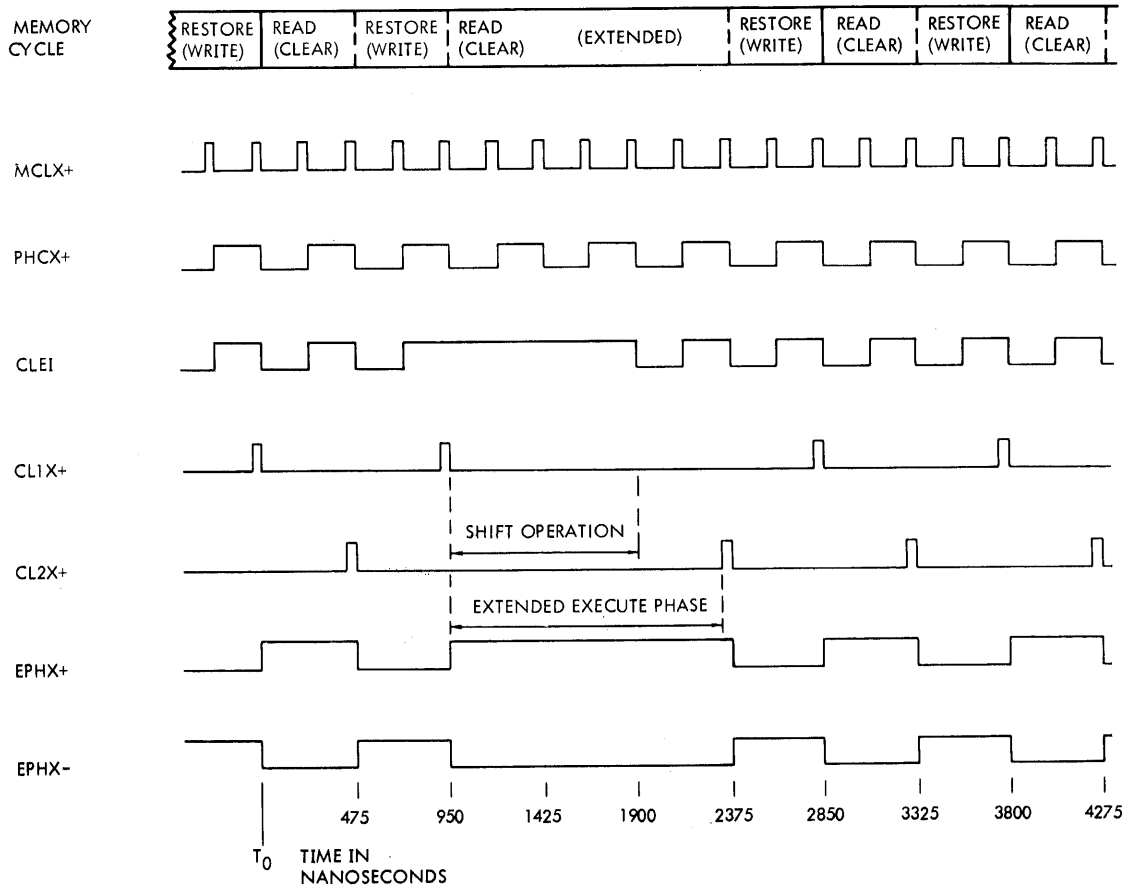 MEMORY
CYCLE
RESTORE
(WRITE)
READ
(CLEAR)
RESTORE
(WRITE)
READ
(CLEAR)
(EXTENDED)
RESTORE
(WRITE)
READ
(CLEAR)
RESTORE
(WRITE)
READ
(CLEAR)
MCLX+
PHCX+
CLEI
CL1X+
SHIFT OPERATION
CL2X+
EXTENDED EXECUTE PHASE
EPHX+
EPHX-
475 950 1425 1900 2375 2850 3325 3800 4275
T0 TIME IN
NANOSECONDS